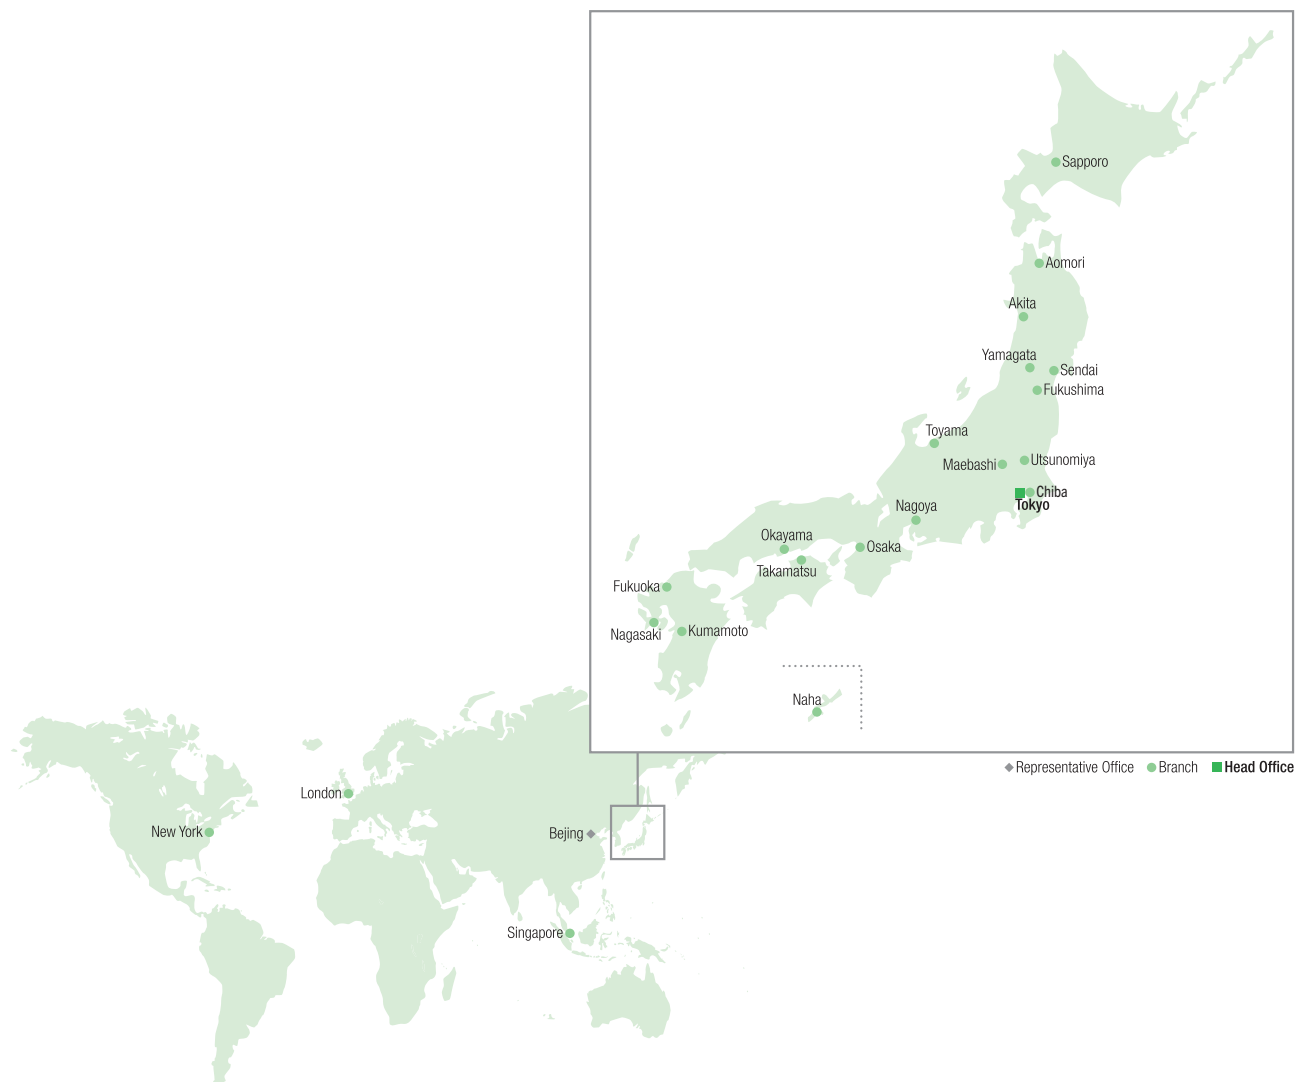 Sapporo
Aomori
Akita
Yamagata
Sendai
Fukushima
Toyama
Maebashi
Utsunomiya
Chiba
Tokyo
Nagoya
Okayama
Osaka
Takamatsu
Fukuoka
Nagasaki
Kumamoto
Naha
Representative Office
Branch
Head Office
London
New York
Bejing
Singapore